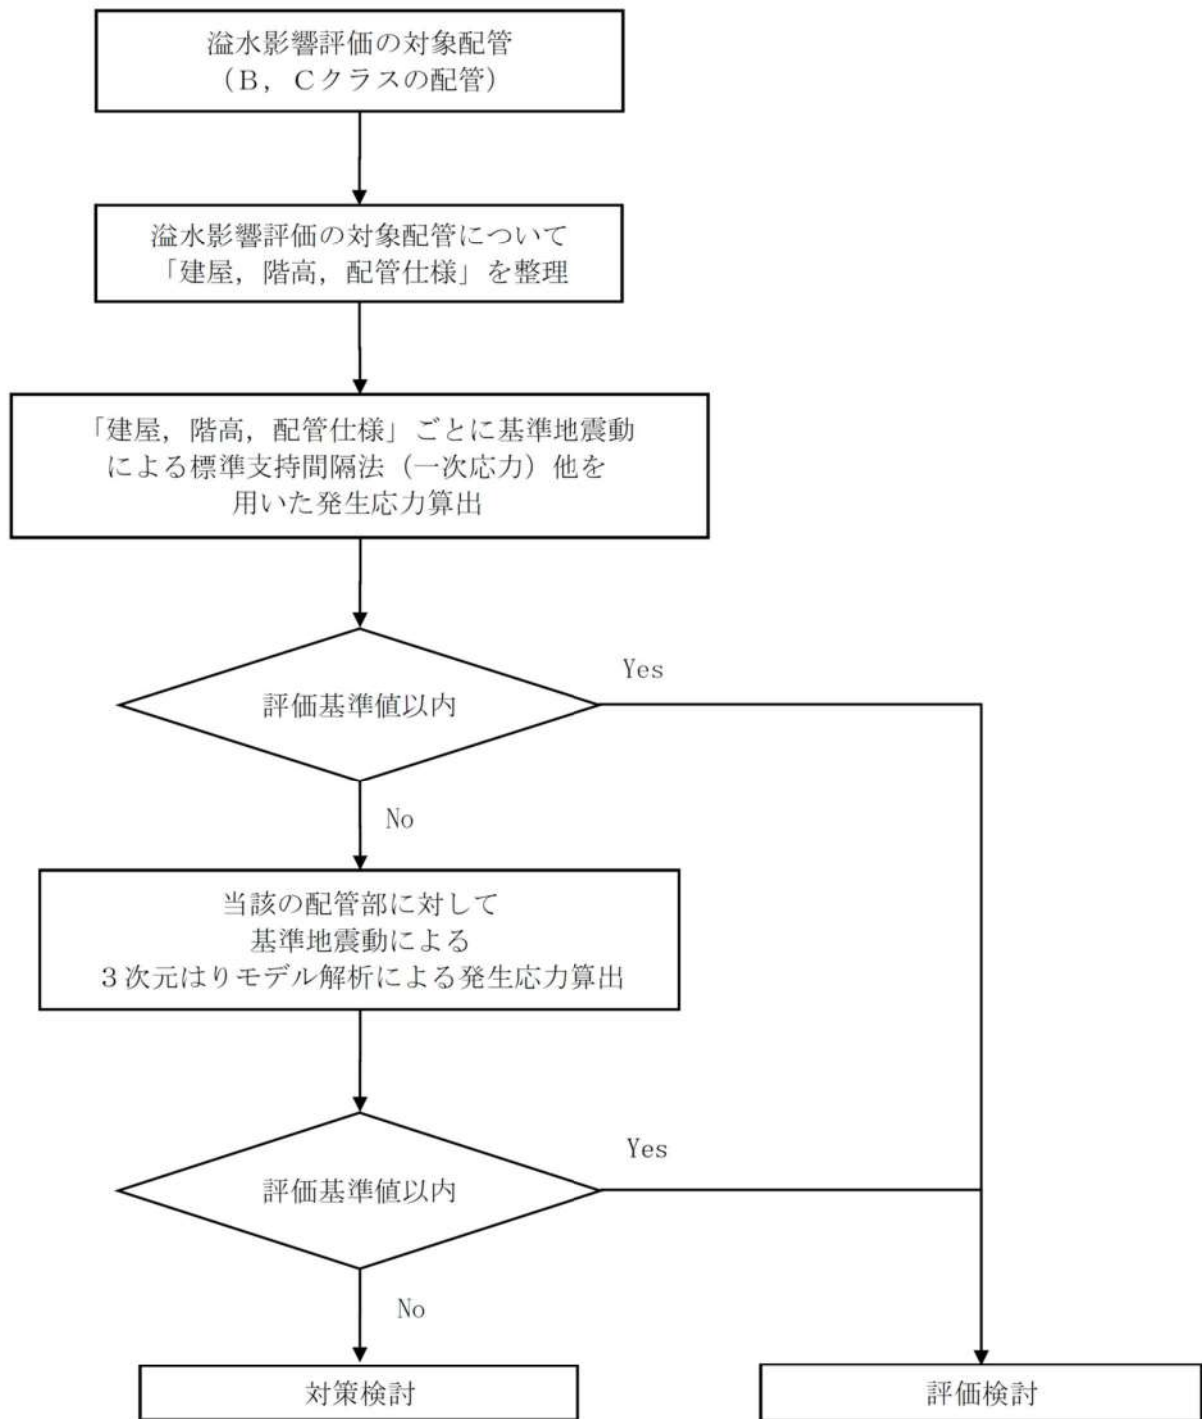 溢水影響評価の対象配管
（Ｂ，Ｃクラスの配管）
溢水影響評価の対象配管について
「建屋，階高，配管仕様」を整理
「建屋，階高，配管仕様」ごとに基準地震動
による標準支持間隔法（一次応力）他を
用いた発生応力算出
評価基準値以内
Yes
No
当該の配管部に対して
基準地震動による
３次元はりモデル解析による発生応力算出
評価基準値以内
Yes
No
対策検討
評価検討